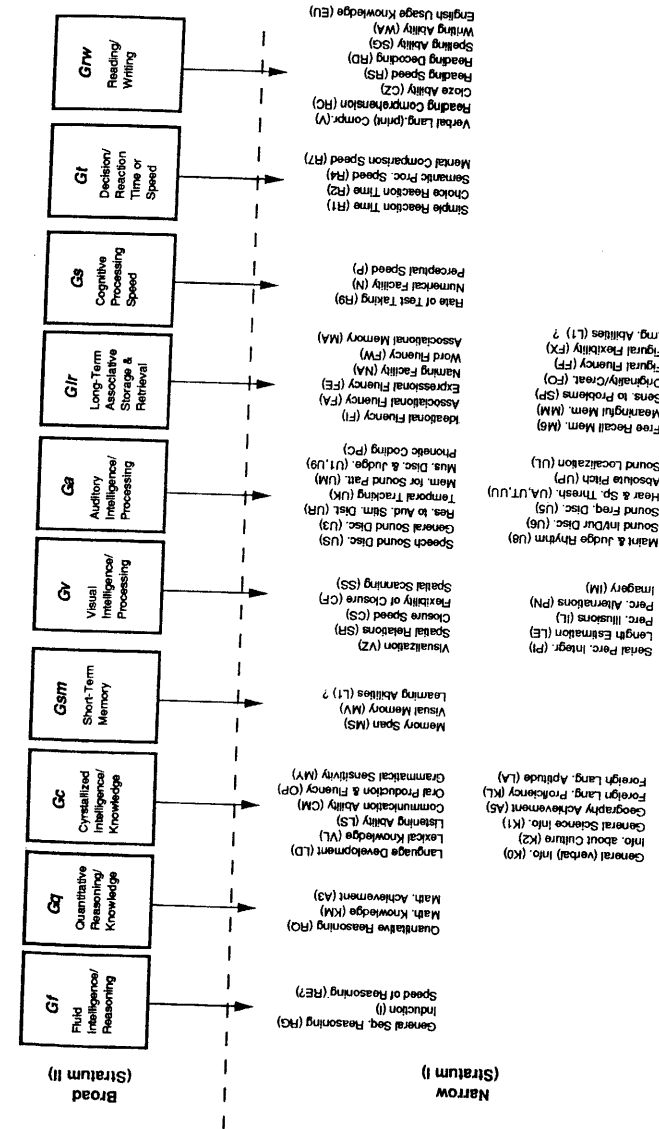 Broad
(Stratum II)
Gf
Fluid
Intelligence/
Reasoning
Gq
Quantitative
Reasoning/
Knowledge
Gc
Cyrstallized
Intelligence/
Knowledge
Gsm
Short-Term
Memory
Gv
Visual
Intelligence/
Processing
Ga
Auditory
Intelligence/
Processing
Glr
Long-Term
Associative
Storage &
Retrieval
Gs
Cognitive
Processing
Speed
Gt
Decision/
Reaction
Time or
Speed
Grw
Reading/
Writing
Narrow
(Stratum I)
General Seq. Reasoning (RG)
Induction (I)
Speed of Reasoning (RE?)
Quantitative Reasoning (RQ)
Math. Knowledge (KM)
Math. Achievement (A3)
Language Development (LD)
Lexical Knowledge (VL)
Listening Ability (LS)
Communication Ability (CM)
Oral Production & Fluency (OP)
Grammatical Sensitivity (MY)
General (verbal) Info. (K0)
Info. about Culture (K2)
General Science Info. (K1)
Geography Achievement (A5)
Foreign Lang. Proficiency (KL)
Foreign Lang. Aptitude (LA)
Memory Span (MS)
Visual Memory (MV)
Learning Abilities (L1) ?
Visualization (VZ)
Spatial Relations (SR)
Closure Speed (CS)
Flexibility of Closure (CF)
Spatial Scanning (SS)
Serial Perc. Integr. (PI)
Length Estimation (LE)
Perc. Illusions (IL)
Perc. Alternations (PN)
Imagery (IM)
Speech Sound Disc. (US)
General Sound Disc. (U3)
Res. to Aud. Stim. Dist. (UR)
Temporal Tracking (UK)
Mem. for Sound Patt. (UM)
Mus. Disc. & Judge. (U1,U9)
Phonetic Coding (PC)
Maint & Judge Rhythm (U8)
Sound In/Dur Disc. (U6)
Sound Freq. Disc. (U5)
Hear & Sp. Thresh. (UA,UT,UU)
Absolute Pitch (UP)
Sound Localization (UL)
Ideational Fluency (FI)
Associational Fluency (FA)
Expressional Fluency (FE)
Naming Facility (NA)
Word Fluency (FW)
Associational Memory (MA)
Free Recall Mem. (M6)
Meaningful Mem. (MM)
Sens. to Problems (SP)
Originality/Creat. (FO)
Figural Fluency (FF)
Figural Flexibility (FX)
rng. Abilities (L1) ?
Rate of Test Taking (R9)
Numerical Facility (N)
Perceptual Speed (P)
Simple Reaction Time (R1)
Choice Reaction Time (R2)
Semantic Proc. Speed (R4)
Mental Comparison Speed (R7)
Verbal Lang.(print) Compr.(V)
Reading Comprehension (RC)
Cloze Ability (CZ)
Reading Speed (RS)
Reading Decoding (RD)
Spelling Ability (SG)
Writing Ability (WA)
English Usage Knowledge (EU)